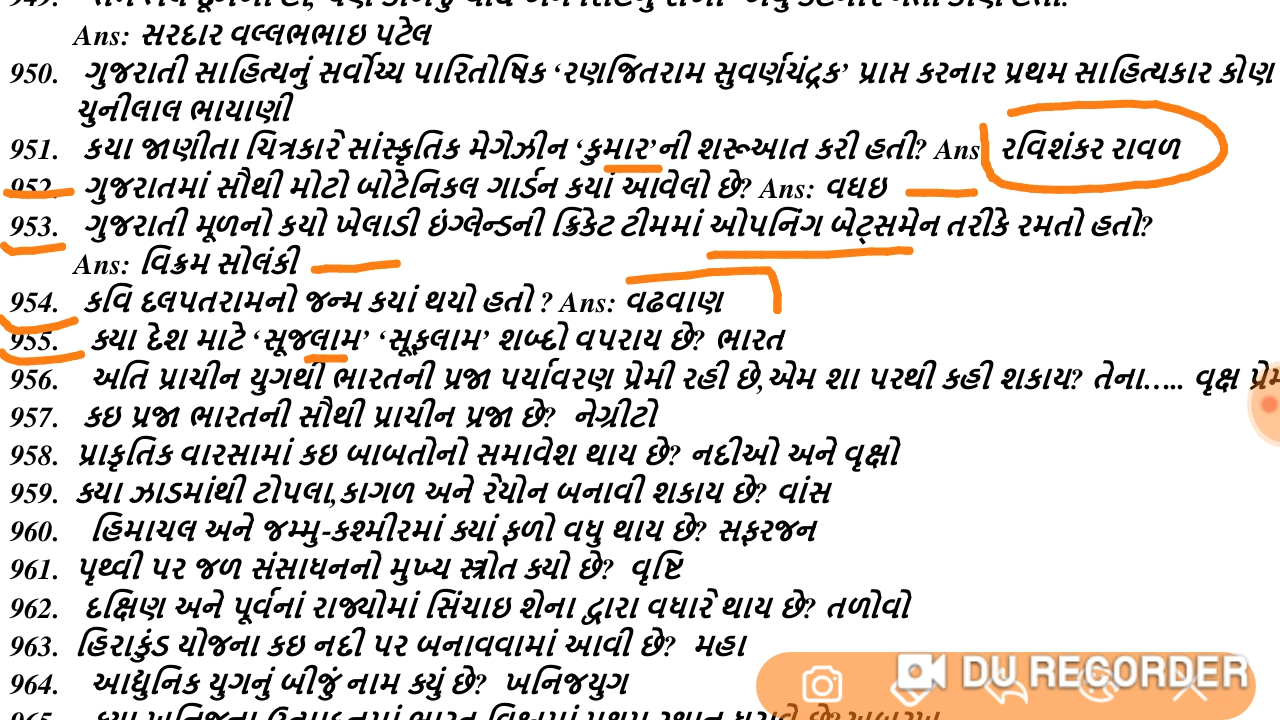 Ans: સરદાર વલ્લભભાઇ પટેલ
950. ગુજરાતી સાહિત્યનું સર્વોચ્ચ પારિતોષિક ‘રણજિતરામ સુવર્ણચંદ્રક’ પ્રાપ્ત કરનાર પ્રથમ સાહિત્યકાર કોણ
ચુનીલાલ ભાયાણી
951. કયા જાણીતા ચિત્રકારે સાંસ્કૃતિક મેગેઝીન ‘કુમાર’ની શરૂઆત કરી હતી? Ans રવિશંકર રાવળ
952. ગુજરાતમાં સૌથી મોટો બોટેનિકલ ગાર્ડન કયાં આવેલો છે? Ans: વઘઇ
953. ગુજરાતી મૂળનો કયો ખેલાડી ઇંગ્લેન્ડની ક્રિકેટ ટીમમાં ઓપનિંગ બેટ્સમેન તરીકે રમતો હતો?
Ans: વિક્રમ સોલંકી
954. કવિ દલપતરામનો જન્મ કયાં થયો હતો ? Ans: વઢવાણ
955. ક્યા દેશ માટે ‘સૂજલામ’ ‘સૂફલામ’ શબ્દો વપરાય છે? ભારત
956. અતિ પ્રાચીન યુગથી ભારતની પ્રજા પર્યાવરણ પ્રેમી રહી છે,એમ શા પરથી કહી શકાય? તેના..... વૃક્ષ
957. કઇ પ્રજા ભારતની સૌથી પ્રાચીન પ્રજા છે? નેગ્રીટો
958. પ્રાકૃતિક વારસામાં કઇ બાબતોનો સમાવેશ થાય છે? નદીઓ અને વૃક્ષો
959. ક્યા ઝાડમાંથી ટોપલા,કાગળ અને રેયોન બનાવી શકાય છે? વાંસ
960. હિમાચલ અને જમ્મુ-કશ્મીરમાં ક્યાં ફળો વધુ થાય છે? સફરજન
961. પૃથ્વી પર જળ સંસાધનનો મુખ્ય સ્ત્રોત ક્યો છે? વૃષ્ટિ
962. દક્ષિણ અને પૂર્વનાં રાજ્યોમાં સિંચાઇ શેના દ્વારા વધારે થાય છે? તળોવો
963. હિરાકુંડ યોજના કઇ નદી પર બનાવવામાં આવી છે? મહા
964. આધુનિક યુગનું બીજું નામ ક્યું છે? ખનિજયુગ
DU RECORDER